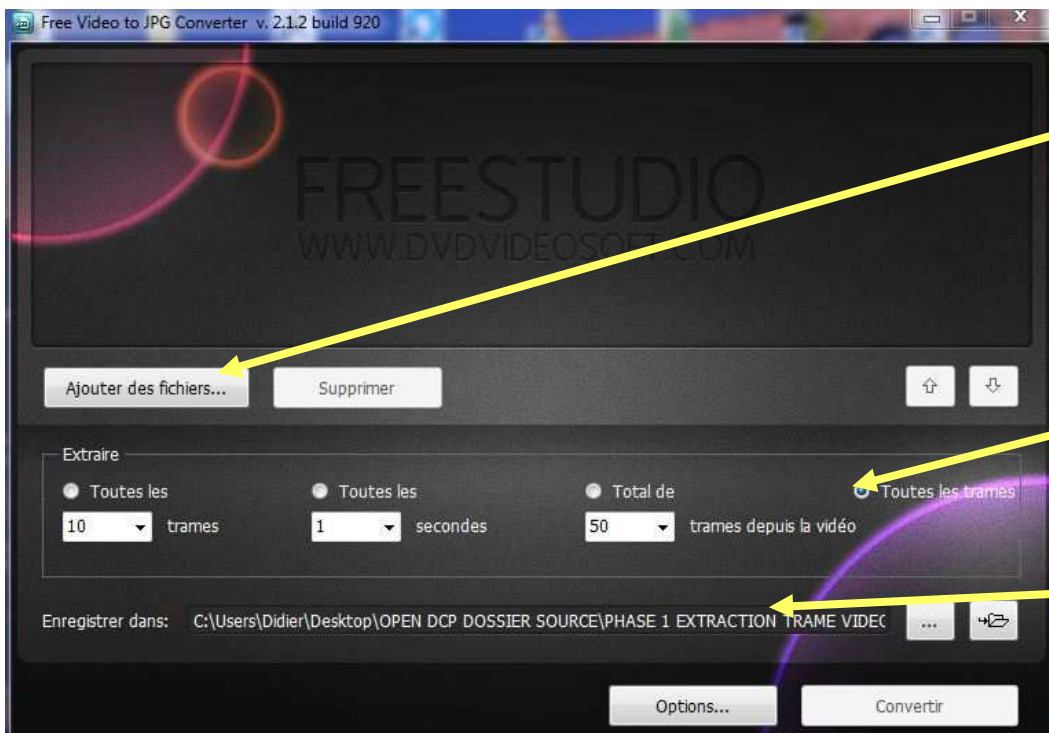 Free Video to JPG Converter v. 2.1.2 build 920
FREESTUDIO
WWW.DVDVIDEOSOFT.COM
Ajouter des fichiers...
Supprimer
Extraire
Toutes les
Toutes les
Total de
Toutes les trames
10 trames
1 secondes
50 trames depuis la vidéo
Enregistrer dans: C:\Users\Didier\Desktop\OPEN DCP DOSSIER SOURCE\PHASE 1 EXTRACTION TRAME VIDEO ...
Options...
Convertir